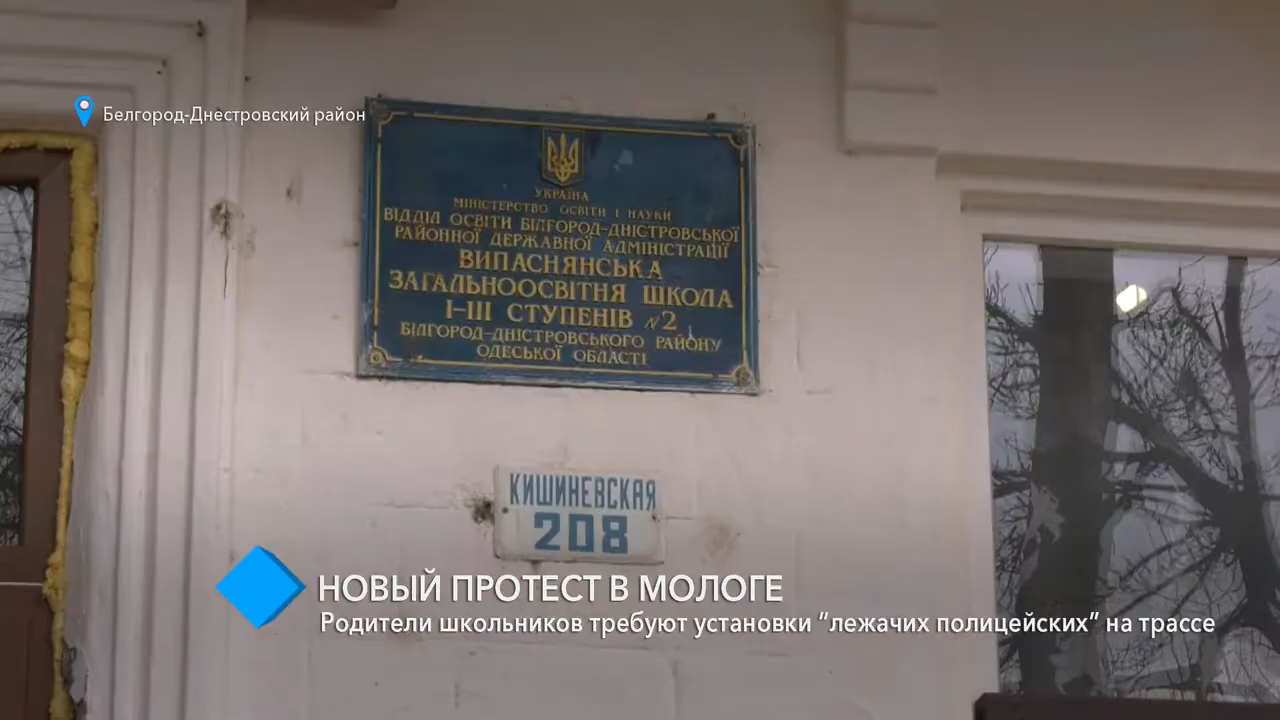 Белгород-Днестровский район
УКРАЇНА
МІНІСТЕРСТВО ОСВІТИ І НАУКИ
ВІДДІЛ ОСВІТИ БІЛГОРОД-ДНІСТРОВСЬКОЇ
РАЙОННОЇ ДЕРЖАВНОЇ АДМІНІСТРАЦІЇ
ВИПАСНЯНСЬКА
ЗАГАЛЬНООСВІТНЯ ШКОЛА
І-ІІІ СТУПЕНІВ №2
БІЛГОРОД-ДНІСТРОВСЬКОГО РАЙОНУ
ОДЕСЬКОЇ ОБЛАСТІ
КИШИНЕВСКАЯ
208
НОВЫЙ ПРОТЕСТ В МОЛОГЕ
Родители школьников требуют установки "лежачих полицейских" на трассе